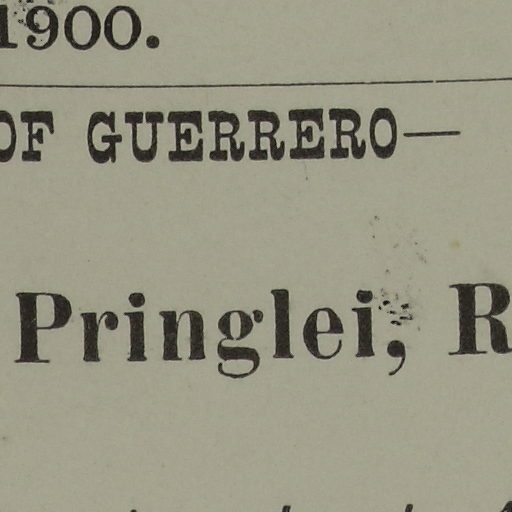 1900.
OF GUERRERO—
Pringlei, R